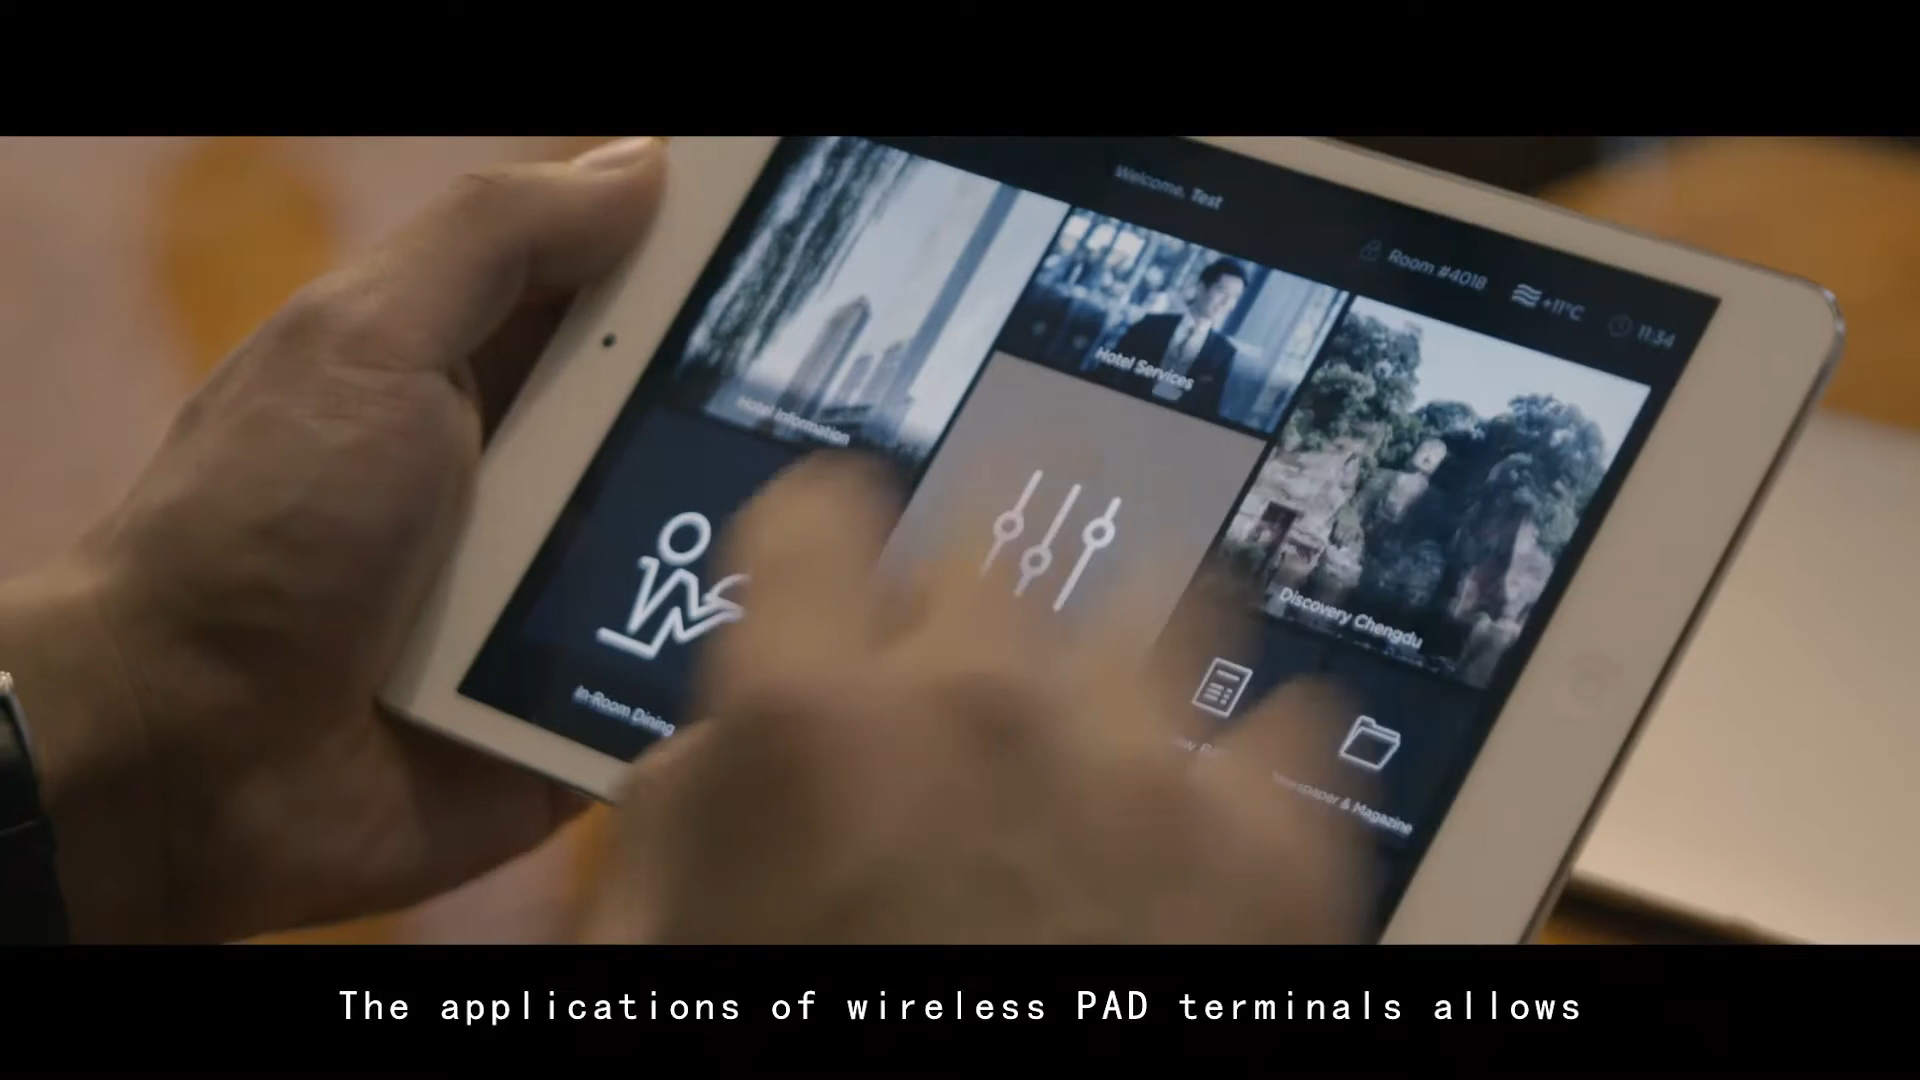 Welcome, Test
Room #4018
+11°C
11:34
Hotel Information
Hotel Services
Discovery Chengdu
In-Room Dining
& Magazine
The applications of wireless PAD terminals allows